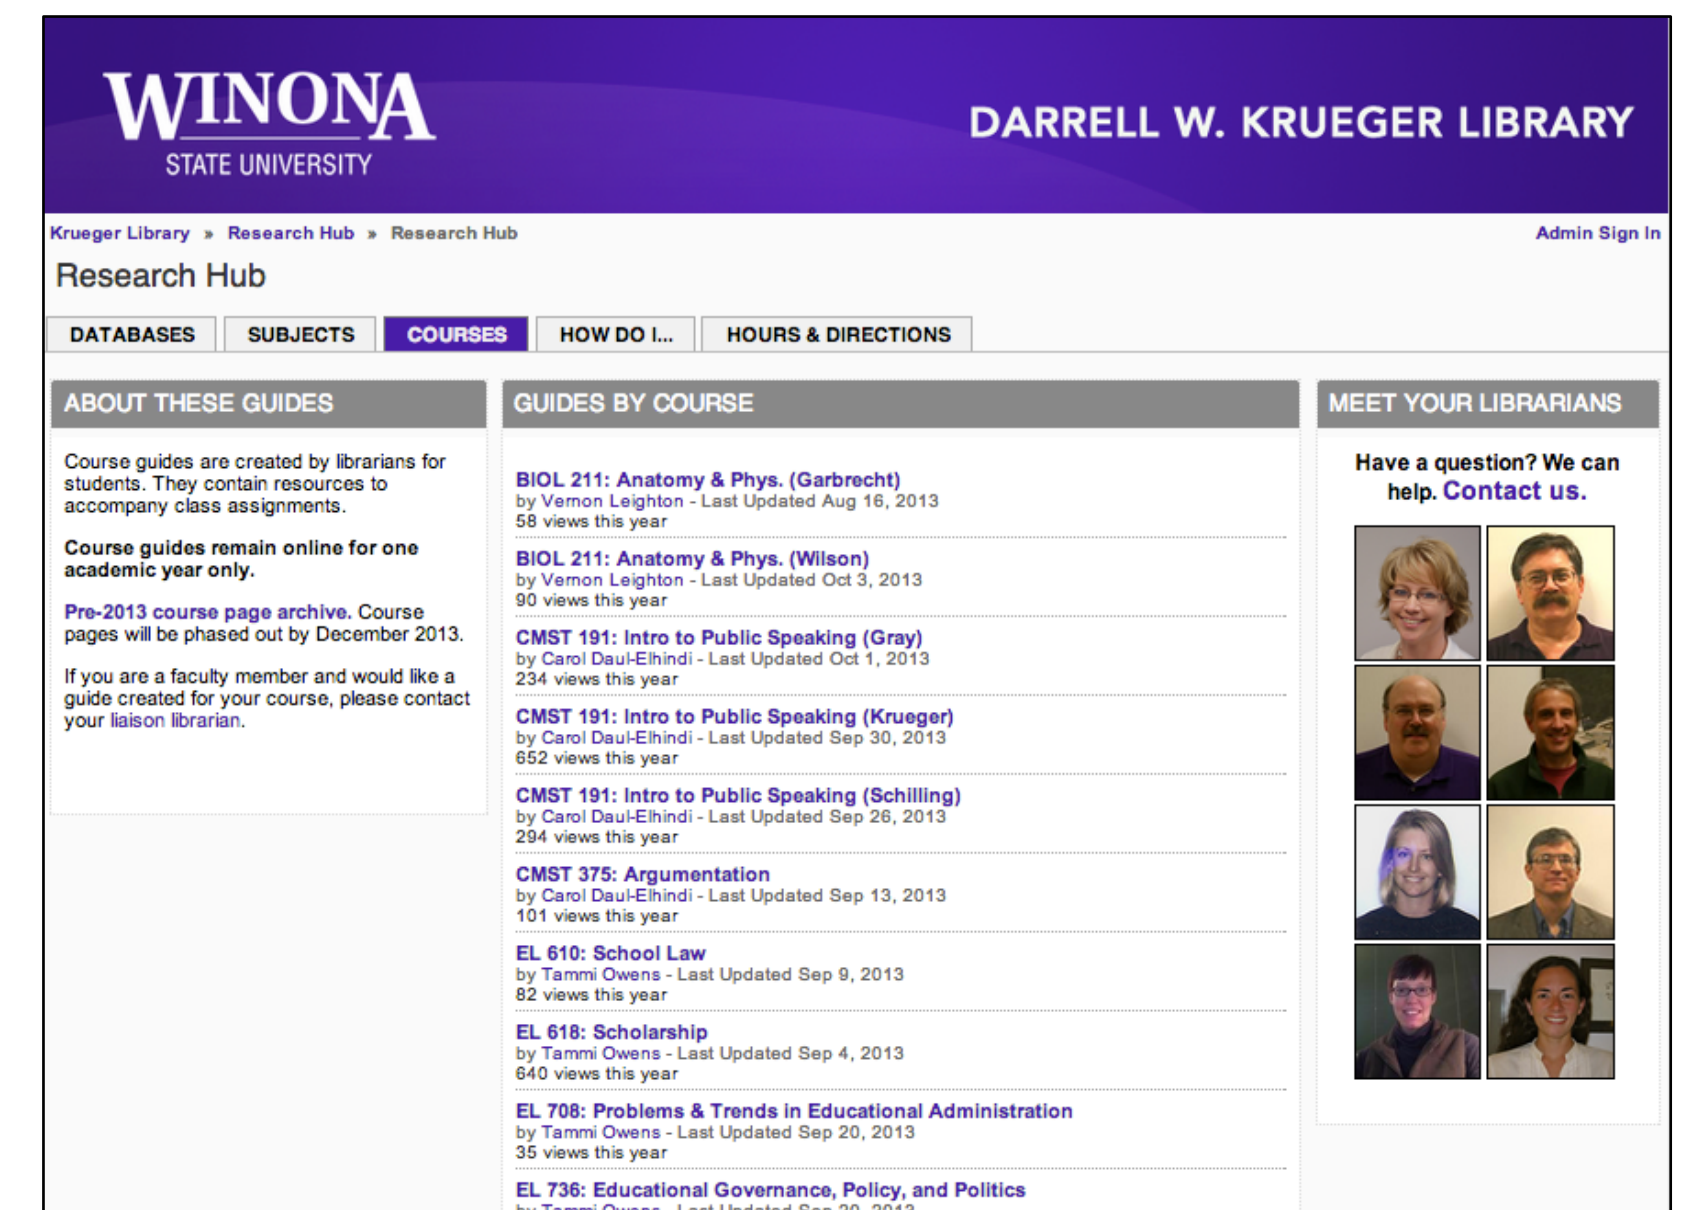 WINONA
STATE UNIVERSITY
DARRELL W. KRUEGER LIBRARY
Krueger Library » Research Hub » Research Hub
Admin Sign In
Research Hub
DATABASES
SUBJECTS
COURSES
HOW DO I...
HOURS & DIRECTIONS
ABOUT THESE GUIDES
Course guides are created by librarians for
students. They contain resources to
accompany class assignments.
Course guides remain online for one
academic year only.
Pre-2013 course page archive. Course
pages will be phased out by December 2013.
If you are a faculty member and would like a
guide created for your course, please contact
your liaison librarian.
GUIDES BY COURSE
BIOL 211: Anatomy & Phys. (Garbrecht)
by Vernon Leighton - Last Updated Aug 16, 2013
58 views this year
BIOL 211: Anatomy & Phys. (Wilson)
by Vernon Leighton - Last Updated Oct 3, 2013
90 views this year
CMST 191: Intro to Public Speaking (Gray)
by Carol Daul-Elhindi - Last Updated Oct 1, 2013
234 views this year
CMST 191: Intro to Public Speaking (Krueger)
by Carol Daul-Elhindi - Last Updated Sep 30, 2013
652 views this year
CMST 191: Intro to Public Speaking (Schilling)
by Carol Daul-Elhindi - Last Updated Sep 26, 2013
294 views this year
CMST 375: Argumentation
by Carol Daul-Elhindi - Last Updated Sep 13, 2013
101 views this year
EL 610: School Law
by Tammi Owens - Last Updated Sep 9, 2013
82 views this year
EL 618: Scholarship
by Tammi Owens - Last Updated Sep 4, 2013
640 views this year
EL 708: Problems & Trends in Educational Administration
by Tammi Owens - Last Updated Sep 20, 2013
35 views this year
EL 736: Educational Governance, Policy, and Politics
by Tammi Owens - Last Updated Sep 20, 2013
MEET YOUR LIBRARIANS
Have a question? We can
help. Contact us.